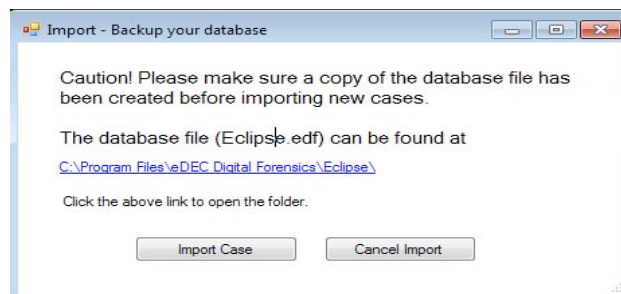 Import - Backup your database
Caution! Please make sure a copy of the database file has
been created before importing new cases.
The database file (Eclipse.edf) can be found at
C:\Program Files\eDEC Digital Forensics\Eclipse\
Click the above link to open the folder.
Import Case
Cancel Import